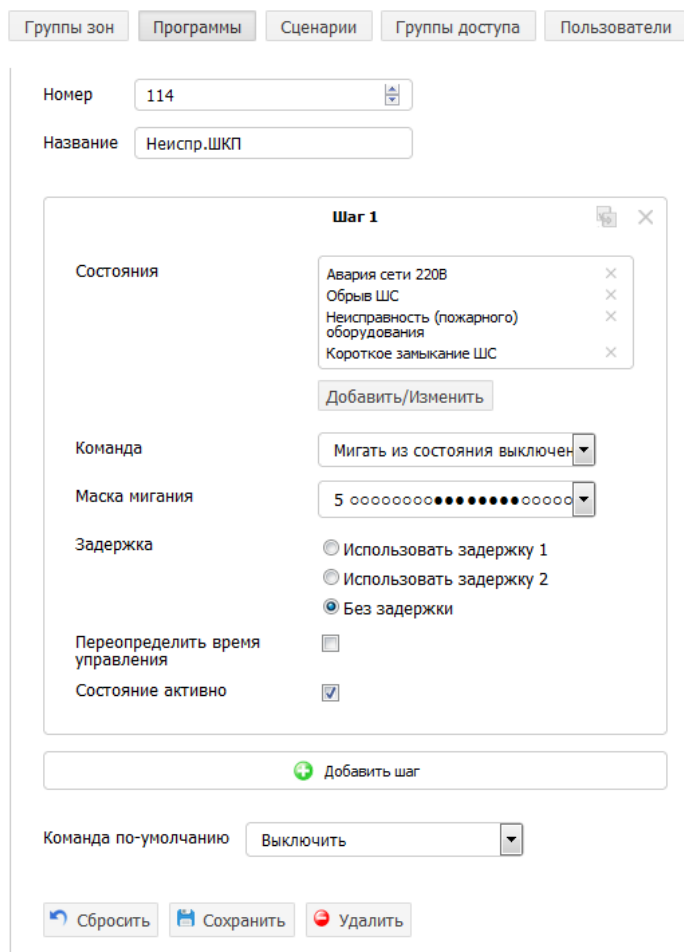 Группы зон Программы Сценарии Группы доступа Пользователи
Номер 114
Название Неиспр.ШКП
Шаг 1
Состояния
Авария сети 220В
Обрыв ШС
Неисправность (пожарного)
оборудования
Короткое замыкание ШС
Добавить/Изменить
Команда Мигать из состояния выключен
Маска мигания 5 ○○○○○○○○●●●●●●●●○○○○○
Задержка
Использовать задержку 1
Использовать задержку 2
Без задержки
Переопределить время
управления
Состояние активно
Добавить шаг
Команда по-умолчанию Выключить
Сбросить Сохранить Удалить